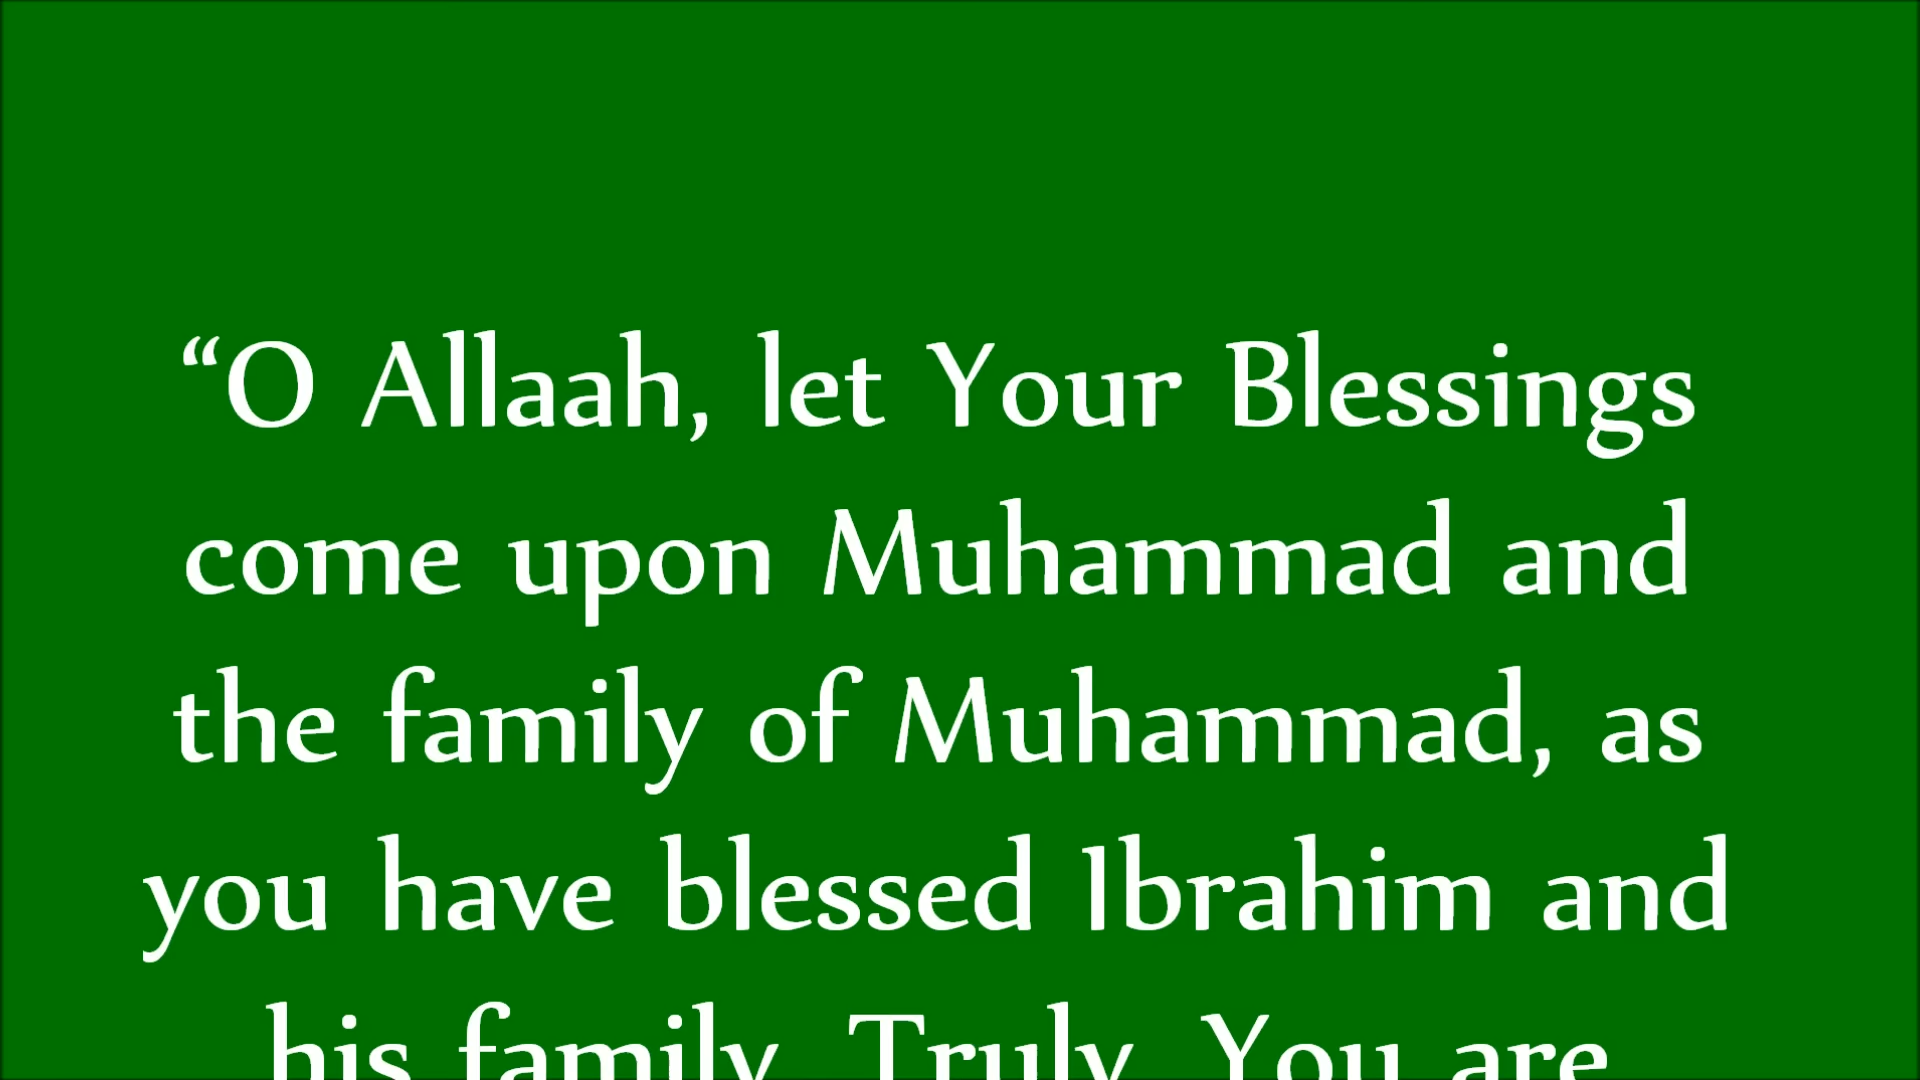 “O Allaah, let Your Blessings
come upon Muhammad and
the family of Muhammad, as
you have blessed Ibrahim and
his family. Truly, You are